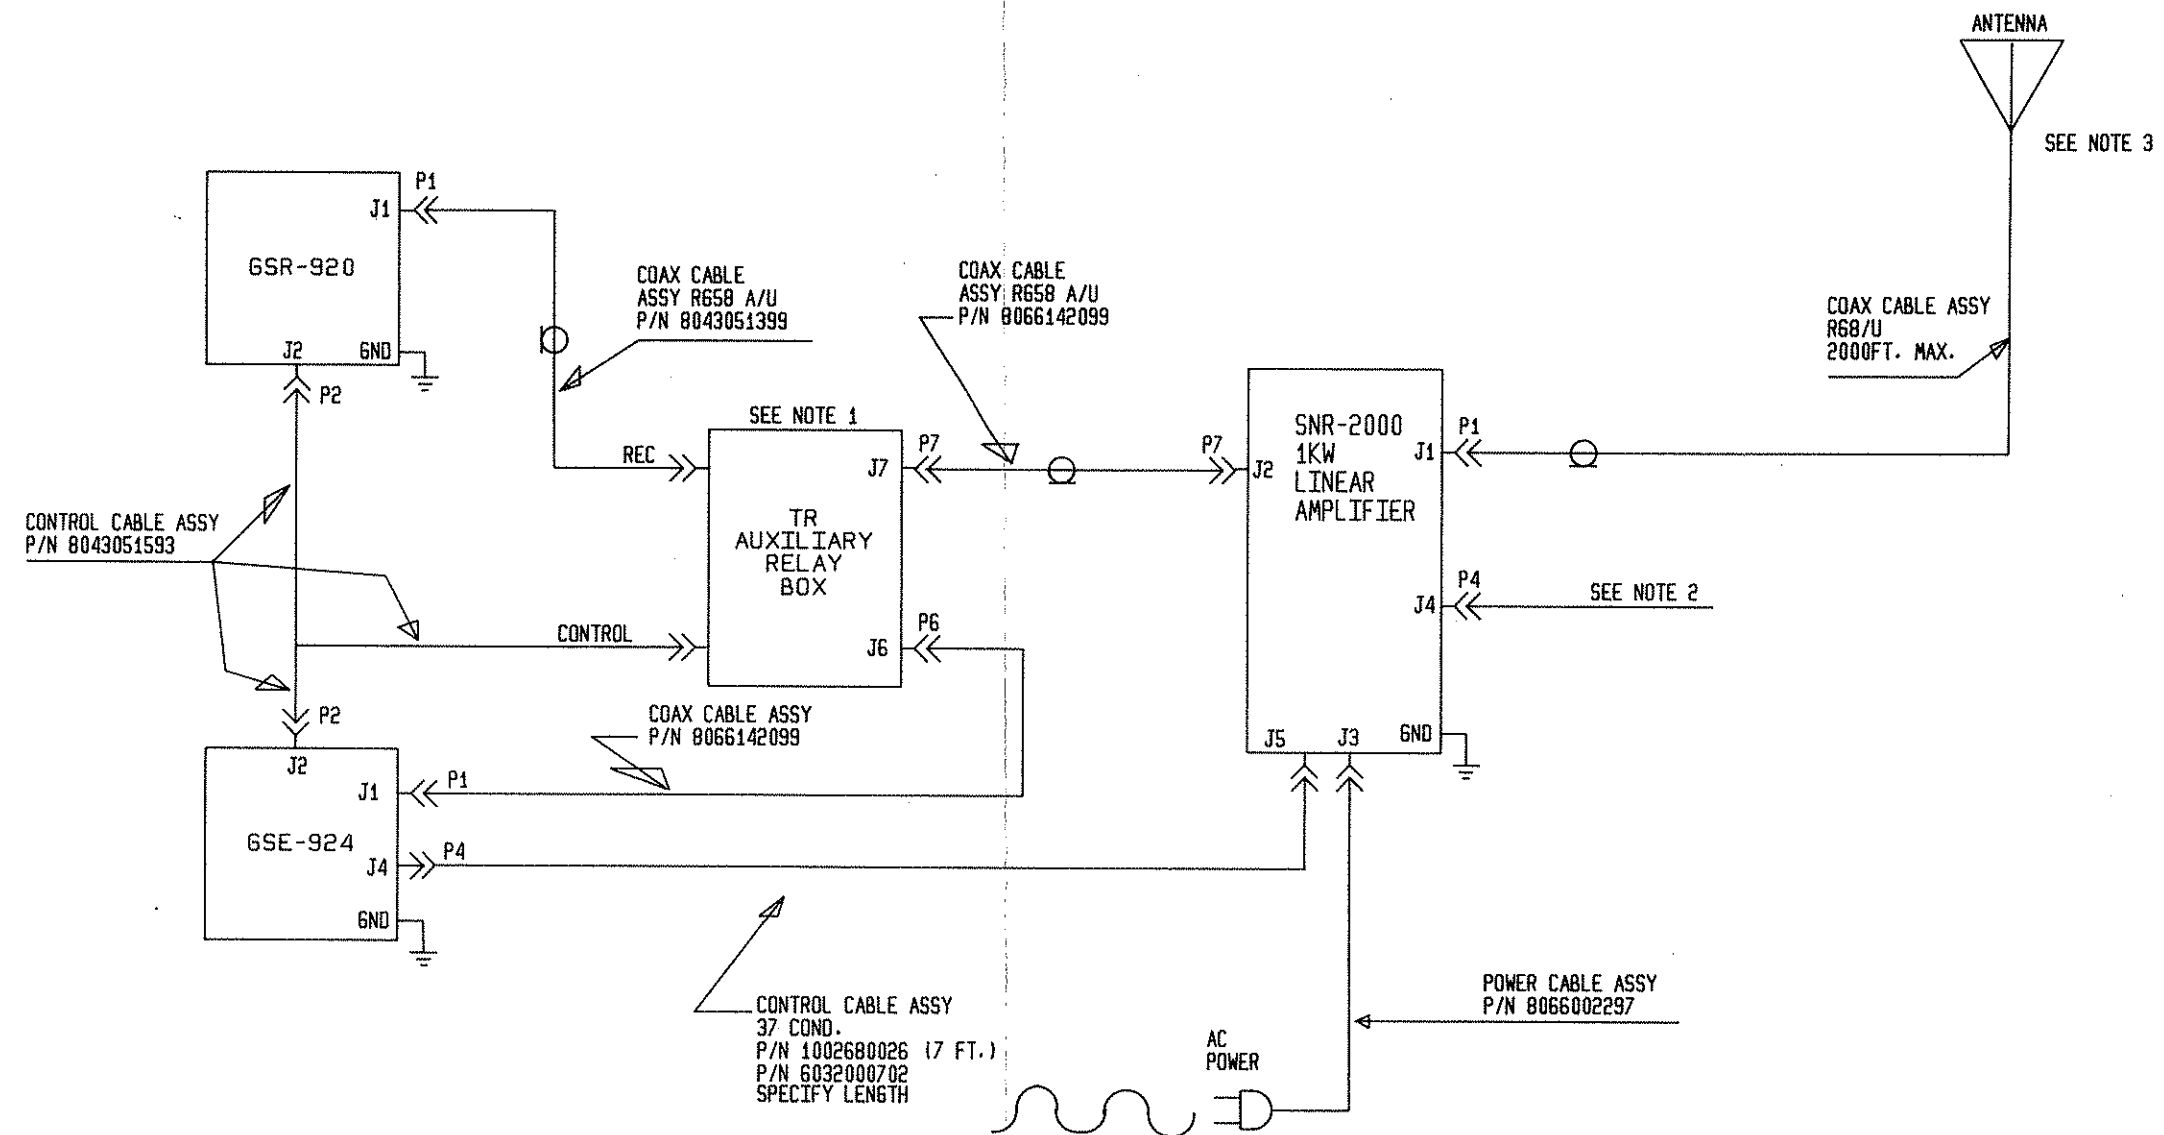 ANTENNA
SEE NOTE 3
P1
J1
GSR-920
J2
GND
P2
COAX CABLE
ASSY RG58 A/U
P/N 8043051399
COAX CABLE
ASSY RG58 A/U
P/N 8066142099
COAX CABLE ASSY
RG8/U
2000FT. MAX.
SEE NOTE 1
REC
P7
J7
TR
AUXILIARY
RELAY
BOX
CONTROL
P6
J6
P7
J2
SNR-2000
1KW
LINEAR
AMPLIFIER
P1
J1
P4
J4
SEE NOTE 2
J5
J3
GND
CONTROL CABLE ASSY
P/N 8043051593
P2
J2
COAX CABLE ASSY
P/N 8066142099
J1
P1
GSE-924
J4
P4
GND
CONTROL CABLE ASSY
37 COND.
P/N 1002680026 (7 FT.)
P/N 6032000702
SPECIFY LENGTH
AC
POWER
POWER CABLE ASSY
P/N 8066002297